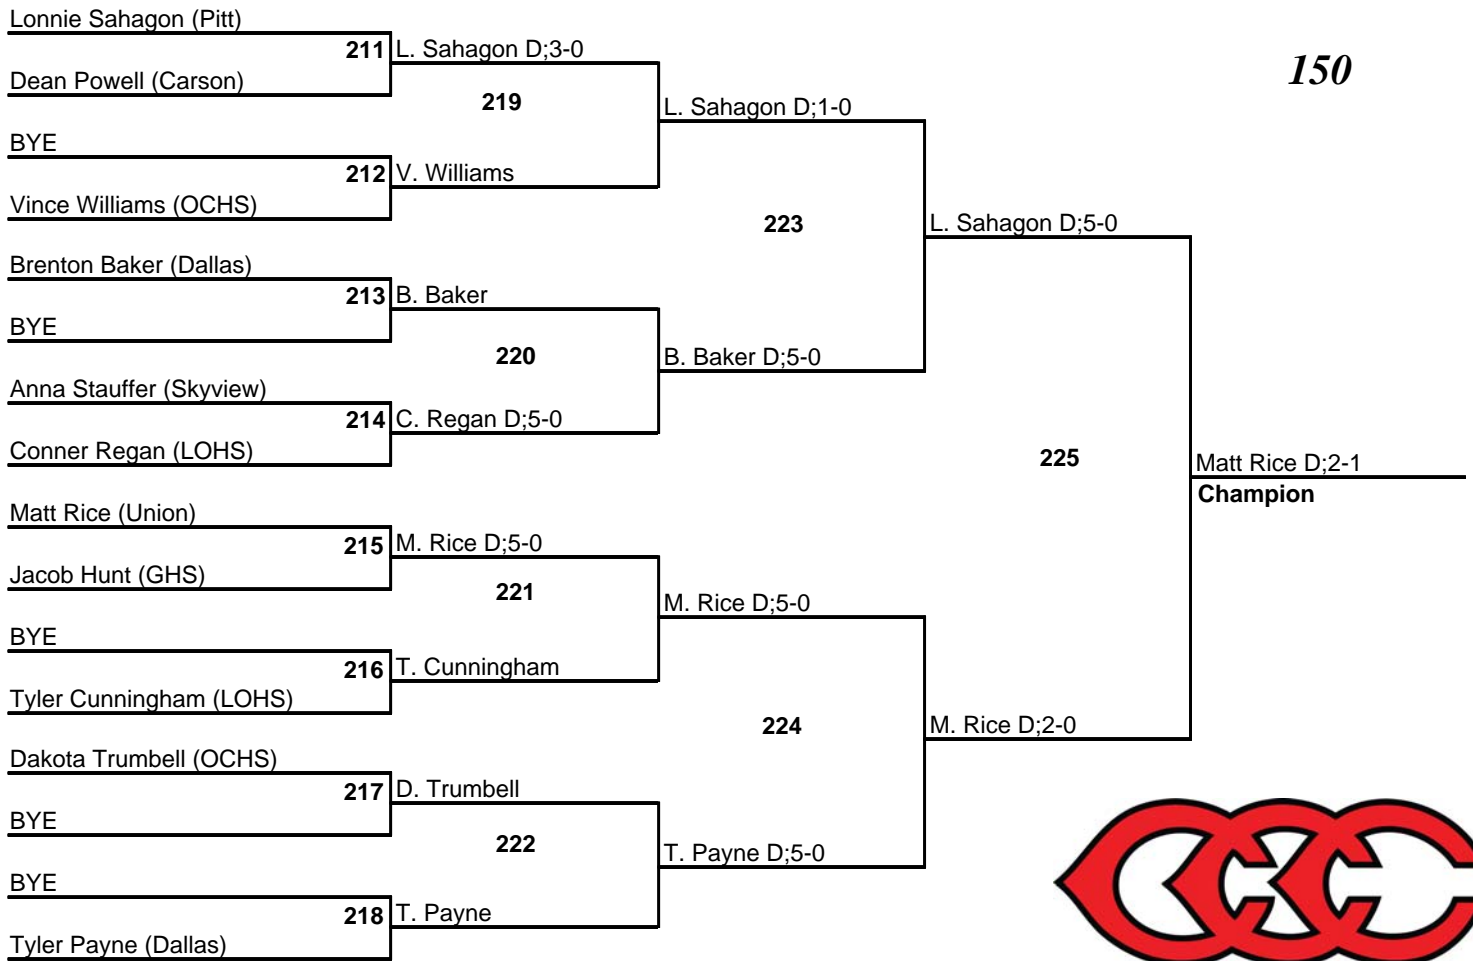 Lonnie Sahagon (Pitt)
211 L. Sahagon D;3-0
Dean Powell (Carson)
219
BYE
212 V. Williams
Vince Williams (OCHS)
L. Sahagon D;1-0
223
Brenton Baker (Dallas)
213 B. Baker
BYE
220
Anna Stauffer (Skyview)
214 C. Regan D;5-0
Conner Regan (LOHS)
B. Baker D;5-0
L. Sahagon D;5-0
225
Matt Rice (Union)
215 M. Rice D;5-0
Jacob Hunt (GHS)
221
BYE
216 T. Cunningham
Tyler Cunningham (LOHS)
M. Rice D;5-0
224
Dakota Trumbell (OCHS)
217 D. Trumbell
BYE
222
BYE
218 T. Payne
Tyler Payne (Dallas)
T. Payne D;5-0
M. Rice D;2-0
Matt Rice D;2-1
Champion
150
CCC